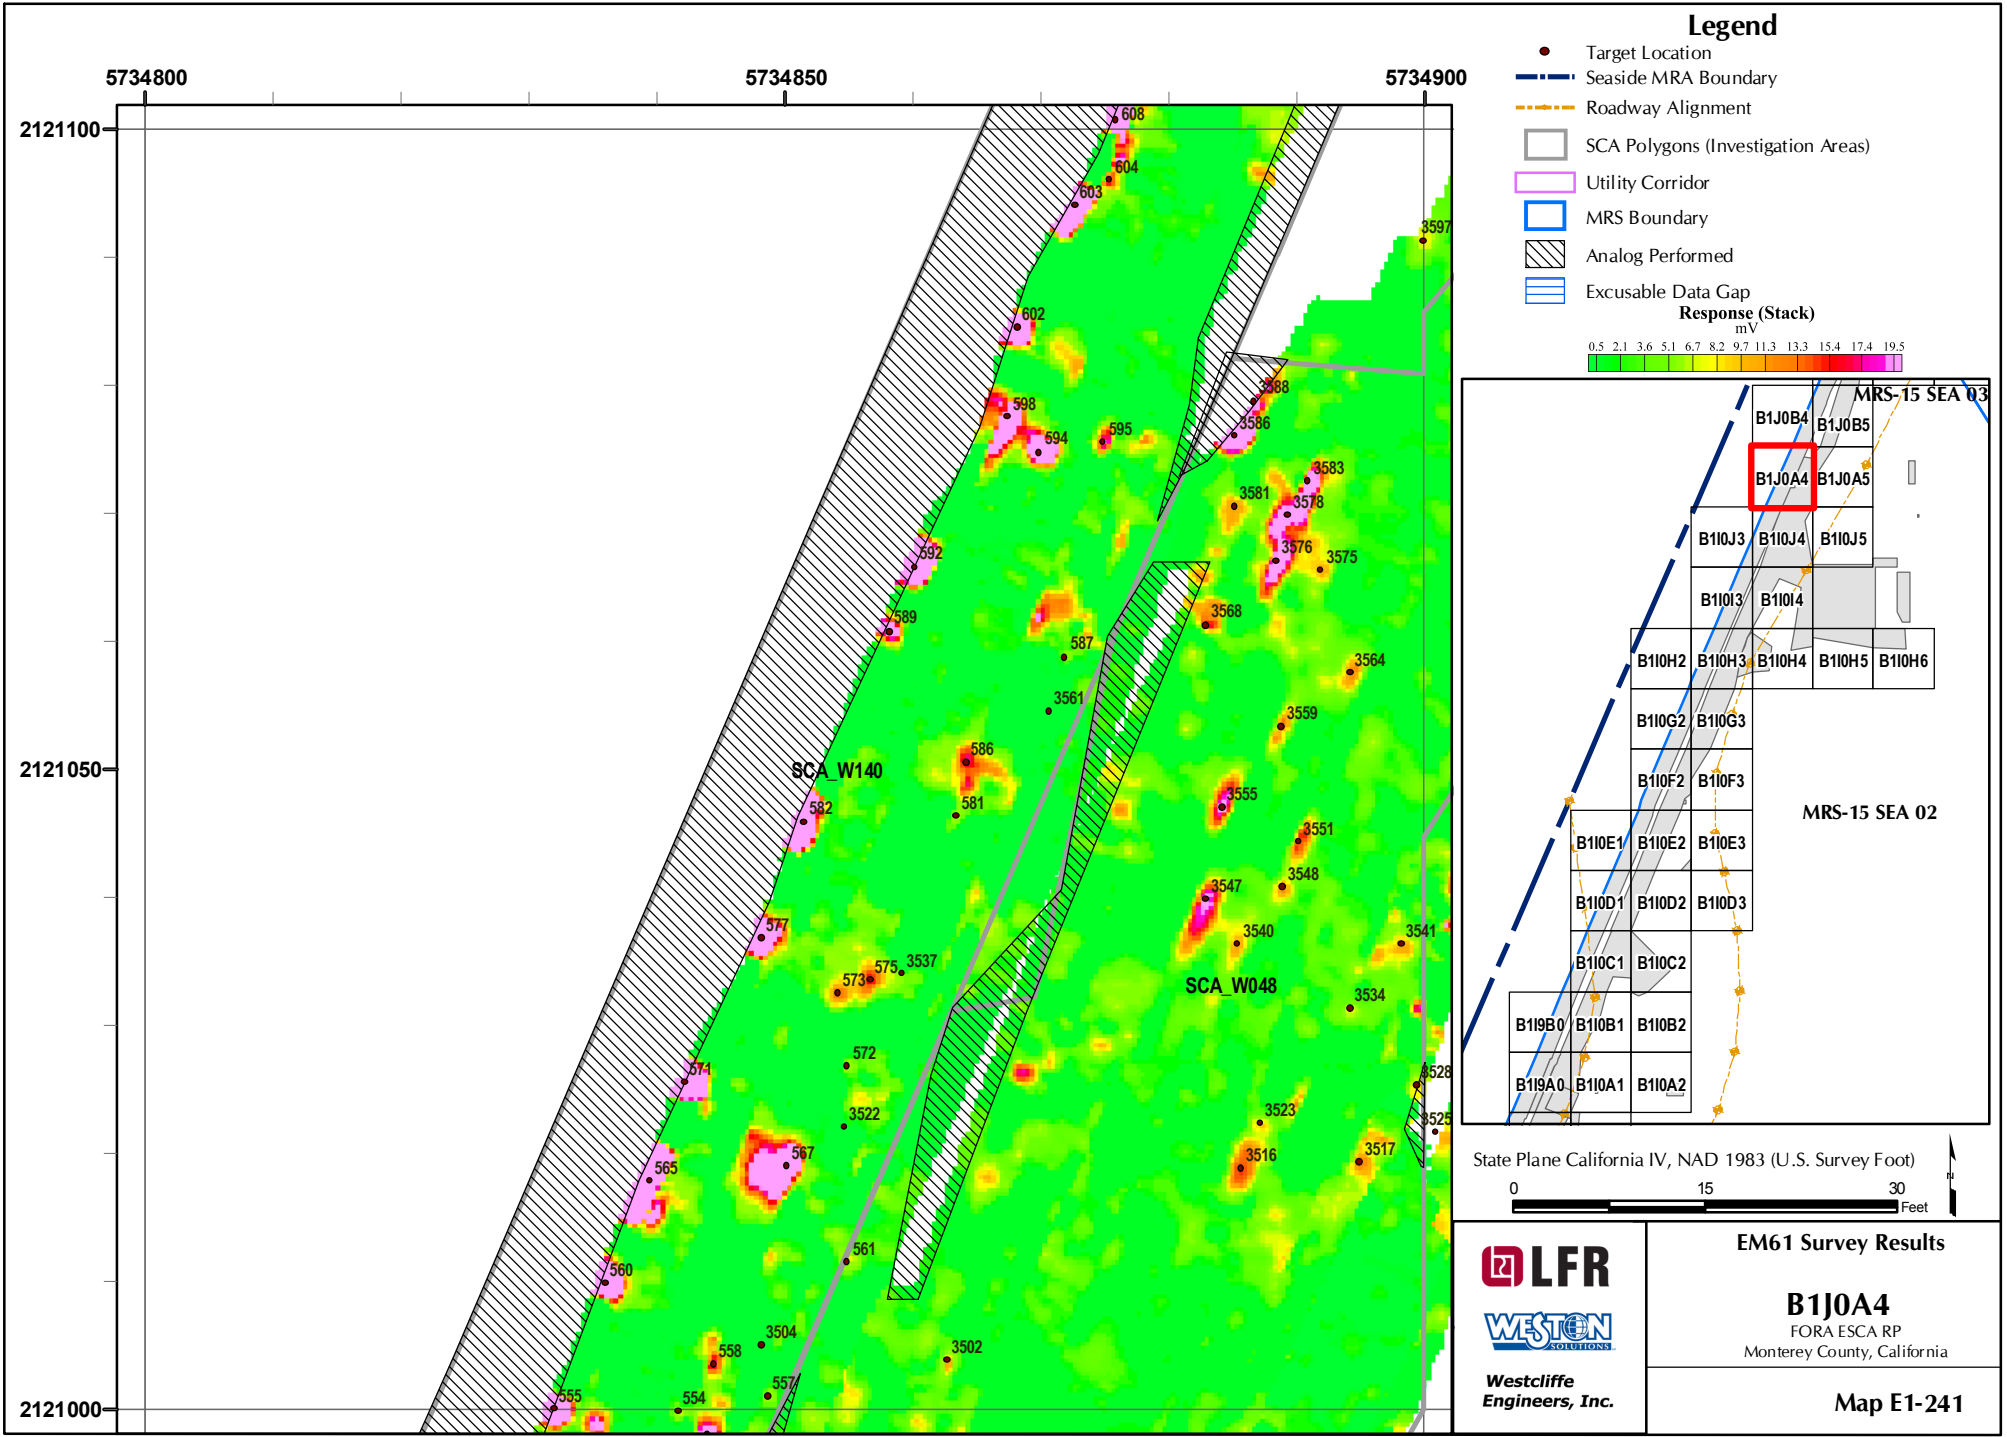 Legend
Target Location
Seaside MRA Boundary
Roadway Alignment
SCA Polygons (Investigation Areas)
Utility Corridor
MRS Boundary
Analog Performed
Excusable Data Gap
Response (Stack)
mV
0.5 2.1 3.6 5.1 6.7 8.2 9.7 11.3 13.3 15.4 17.4 19.5
5734800 5734850 5734900
2121100
2121050
2121000
608
604
603
3597
602
3588
598
3586
595
594
3583
3581
3578
592
3576
3575
589
3568
587
3564
3561
3559
586
SCA_W140
582
581
3555
3551
3548
3547
577
3540
3541
3537
575
573
SCA_W048
3534
572
571
3528
3522
3523
3525
567
565
3516
3517
561
560
3504
558
3502
557
555
554
MRS-15 SEA 03
B1J0B4
B1J0B5
B1J0A4
B1J0A5
B1I0J3
B1I0J4
B1I0J5
B1I0I3
B1I0I4
B1I0H2
B1I0H3
B1I0H4
B1I0H5
B1I0H6
B1I0G2
B1I0G3
B1I0F2
B1I0F3
MRS-15 SEA 02
B1I0E1
B1I0E2
B1I0E3
B1I0D1
B1I0D2
B1I0D3
B1I0C1
B1I0C2
B1I9B0
B1I0B1
B1I0B2
B1I9A0
B1I0A1
B1I0A2
State Plane California IV, NAD 1983 (U.S. Survey Foot)
0 15 30
Feet
N
LFR
WESTON
SOLUTIONS
Westcliffe
Engineers, Inc.
EM61 Survey Results
B1J0A4
FORA ESCA RP
Monterey County, California
Map E1-241